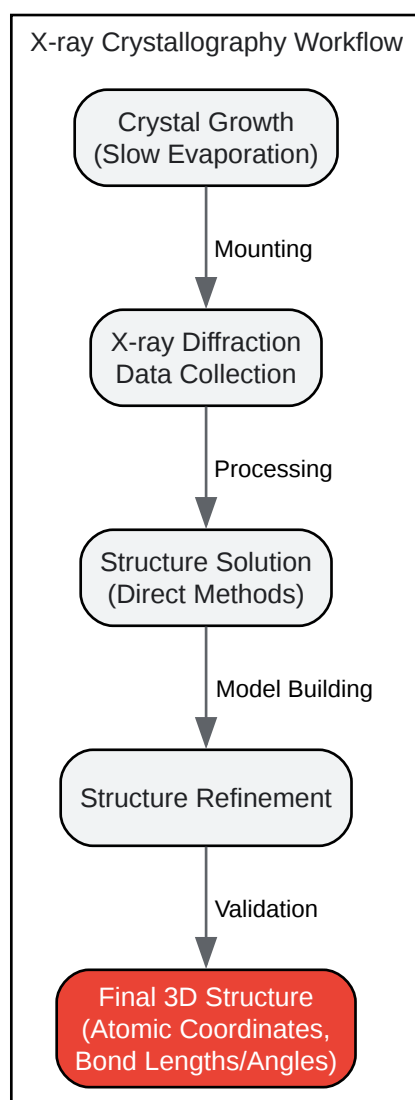 X-ray Crystallography Workflow
Crystal Growth
(Slow Evaporation)
Mounting
X-ray Diffraction
Data Collection
Processing
Structure Solution
(Direct Methods)
Model Building
Structure Refinement
Validation
Final 3D Structure
(Atomic Coordinates,
Bond Lengths/Angles)